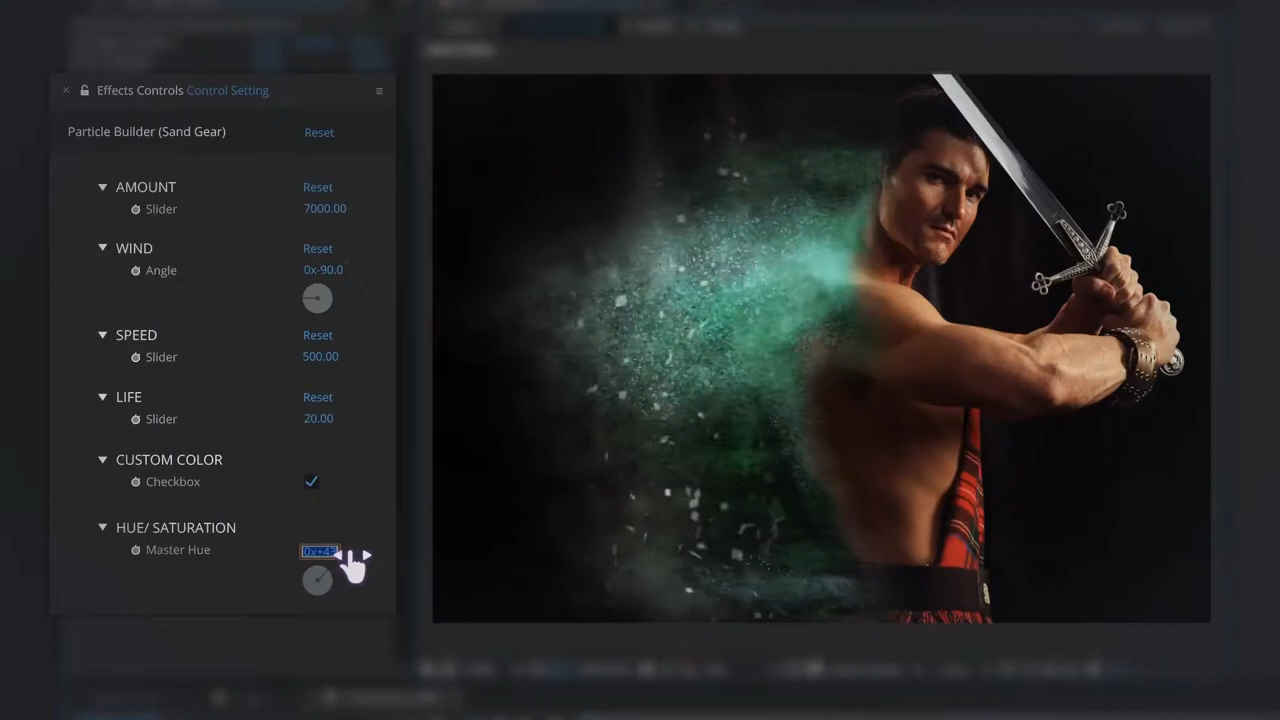 Effects Controls Control Setting
Particle Builder (Sand Gear) Reset
AMOUNT Reset
Slider 7000.00
WIND Reset
Angle 0x-90.0
SPEED Reset
Slider 500.00
LIFE Reset
Slider 20.00
CUSTOM COLOR
Checkbox
HUE/ SATURATION
Master Hue